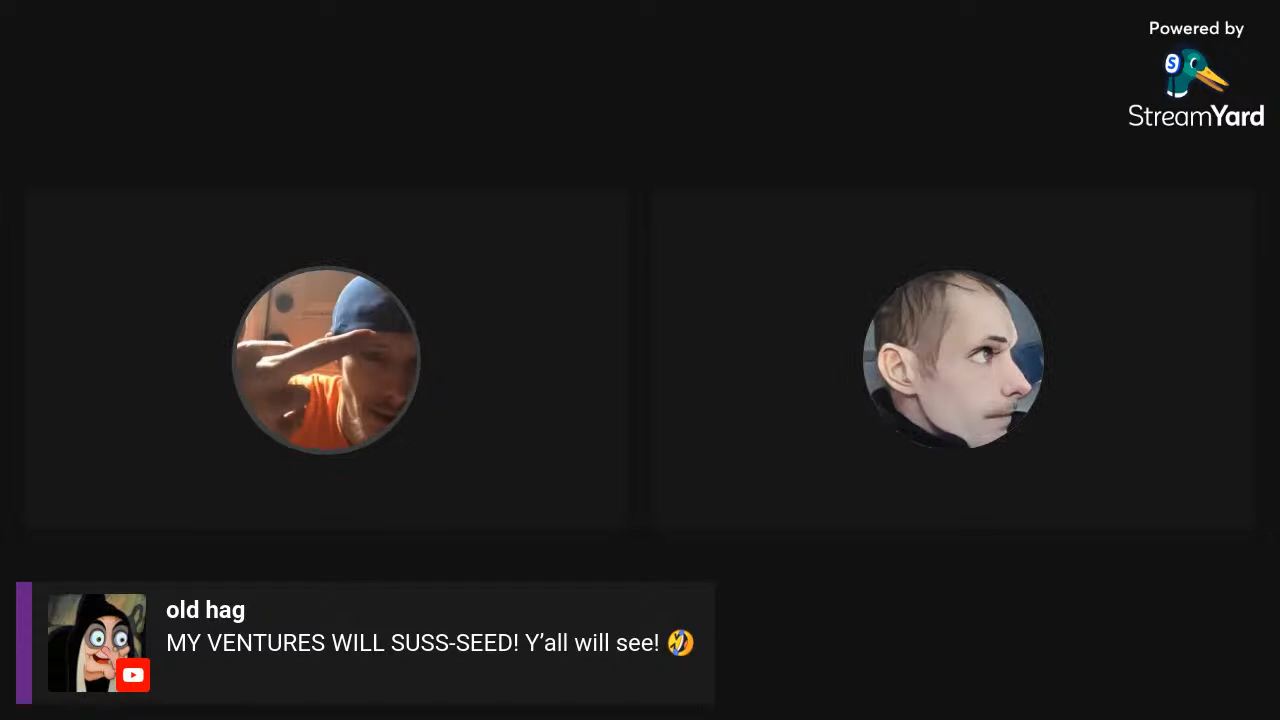 Powered by
S
StreamYard
old hag
MY VENTURES WILL SUSS-SEED! Y’all will see! 🤣